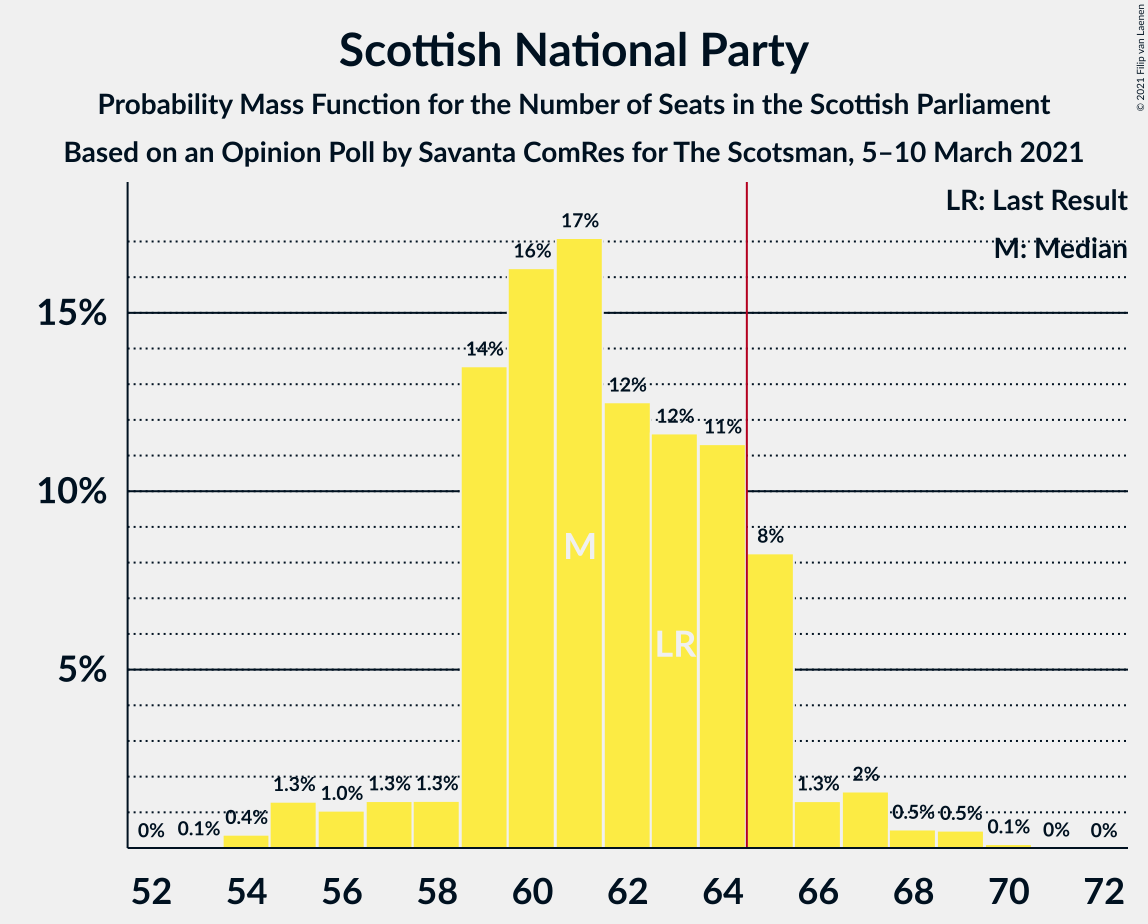 Scottish National Party
Probability Mass Function for the Number of Seats in the Scottish Parliament
Based on an Opinion Poll by Savanta ComRes for The Scotsman, 5–10 March 2021
© 2021 Filip van Laenen
LR: Last Result
M: Median
15%
10%
5%
0%
0.1%
0.4%
1.3%
1.0%
1.3%
1.3%
14%
16%
17%
12%
12%
11%
8%
1.3%
2%
0.5%
0.5%
0.1%
0%
0%
M
LR
52 54 56 58 60 62 64 66 68 70 72